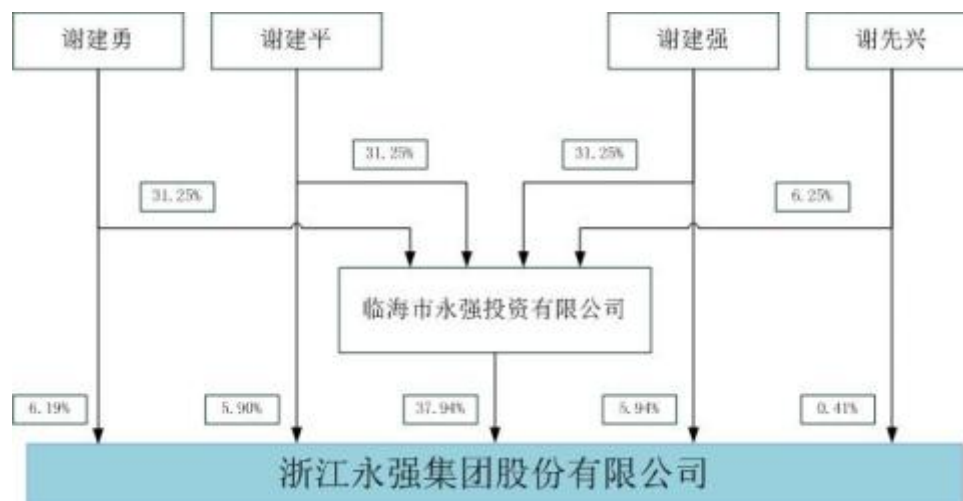 谢建勇
谢建平
谢建强
谢先兴
31.25%
31.25%
31.25%
6.25%
临海市永强投资有限公司
6.19%
5.90%
37.94%
5.94%
0.41%
浙江永强集团股份有限公司